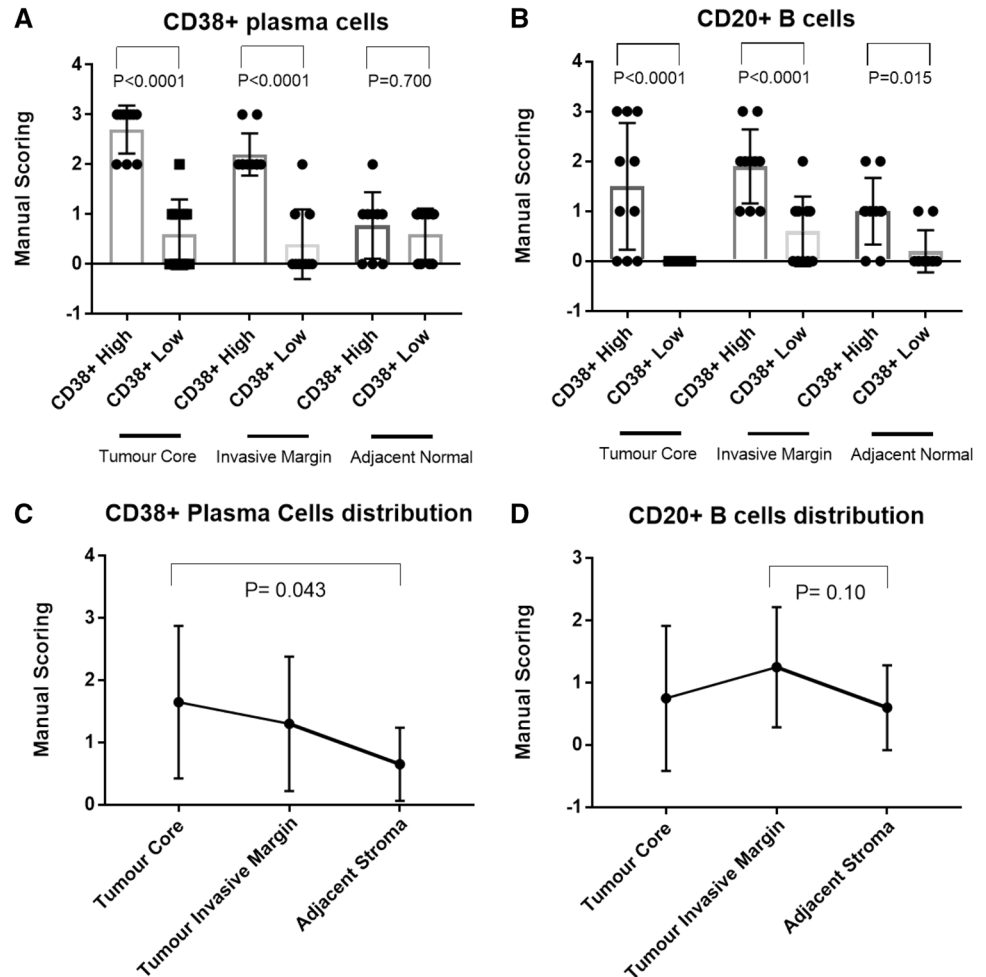 A
CD38+ plasma cells
P<0.0001
P<0.0001
P=0.700
Manual Scoring
4
3
2
1
0
-1
CD38+ High
CD38+ Low
CD38+ High
CD38+ Low
CD38+ High
CD38+ Low
Tumour Core
Invasive Margin
Adjacent Normal
B
CD20+ B cells
P<0.0001
P<0.0001
P=0.015
Manual Scoring
4
3
2
1
0
-1
CD38+ High
CD38+ Low
CD38+ High
CD38+ Low
CD38+ High
CD38+ Low
Tumour Core
Invasive Margin
Adjacent Normal
C
CD38+ Plasma Cells distribution
P= 0.043
Manual Scoring
4
3
2
1
0
Tumour Core
Tumour Invasive Margin
Adjacent Stroma
D
CD20+ B cells distribution
P= 0.10
Manual Scoring
3
2
1
0
-1
Tumour Core
Tumour Invasive Margin
Adjacent Stroma